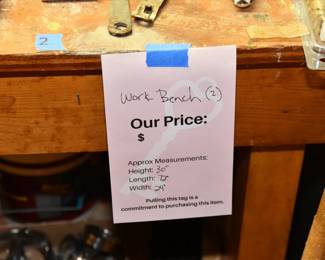 2
Work Bench (2)
Our Price:
$
Approx Measurements:
Height: 30"
Length: 72"
Width: 24"
Pulling this tag is a
commitment to purchasing this item.